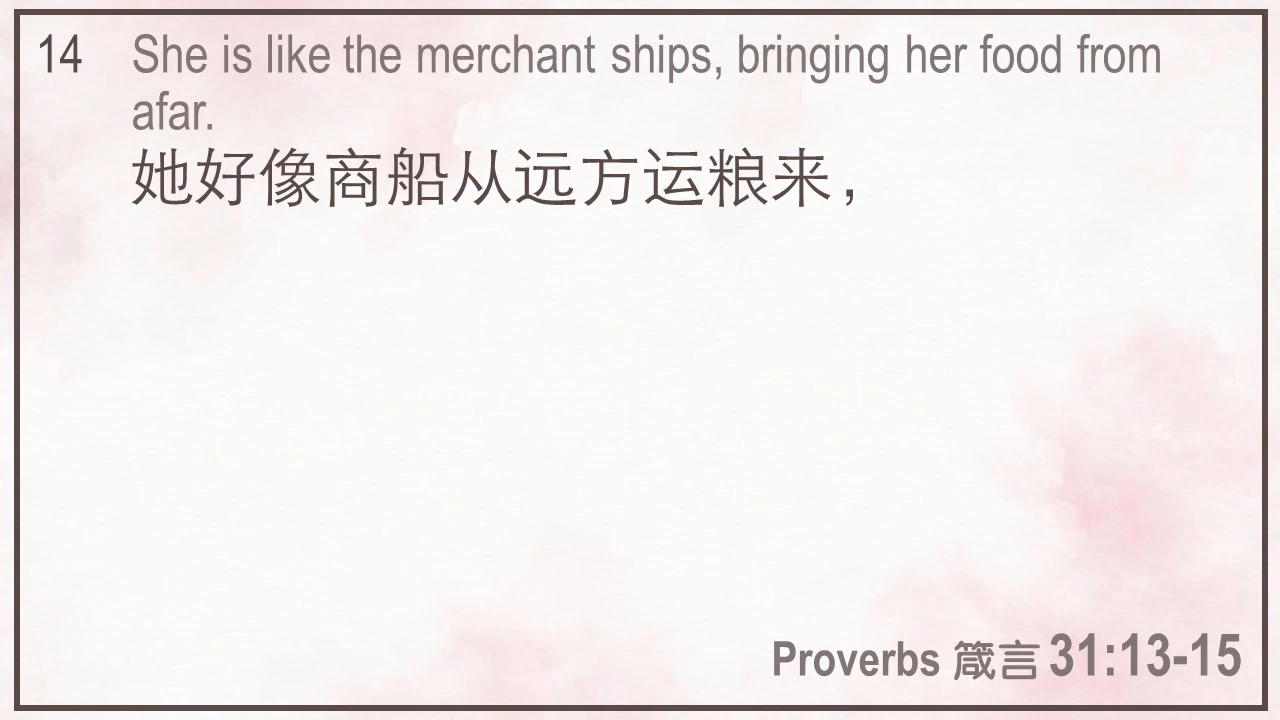 14 She is like the merchant ships, bringing her food from
afar.
她好像商船从远方运粮来，
Proverbs 箴言 31:13-15